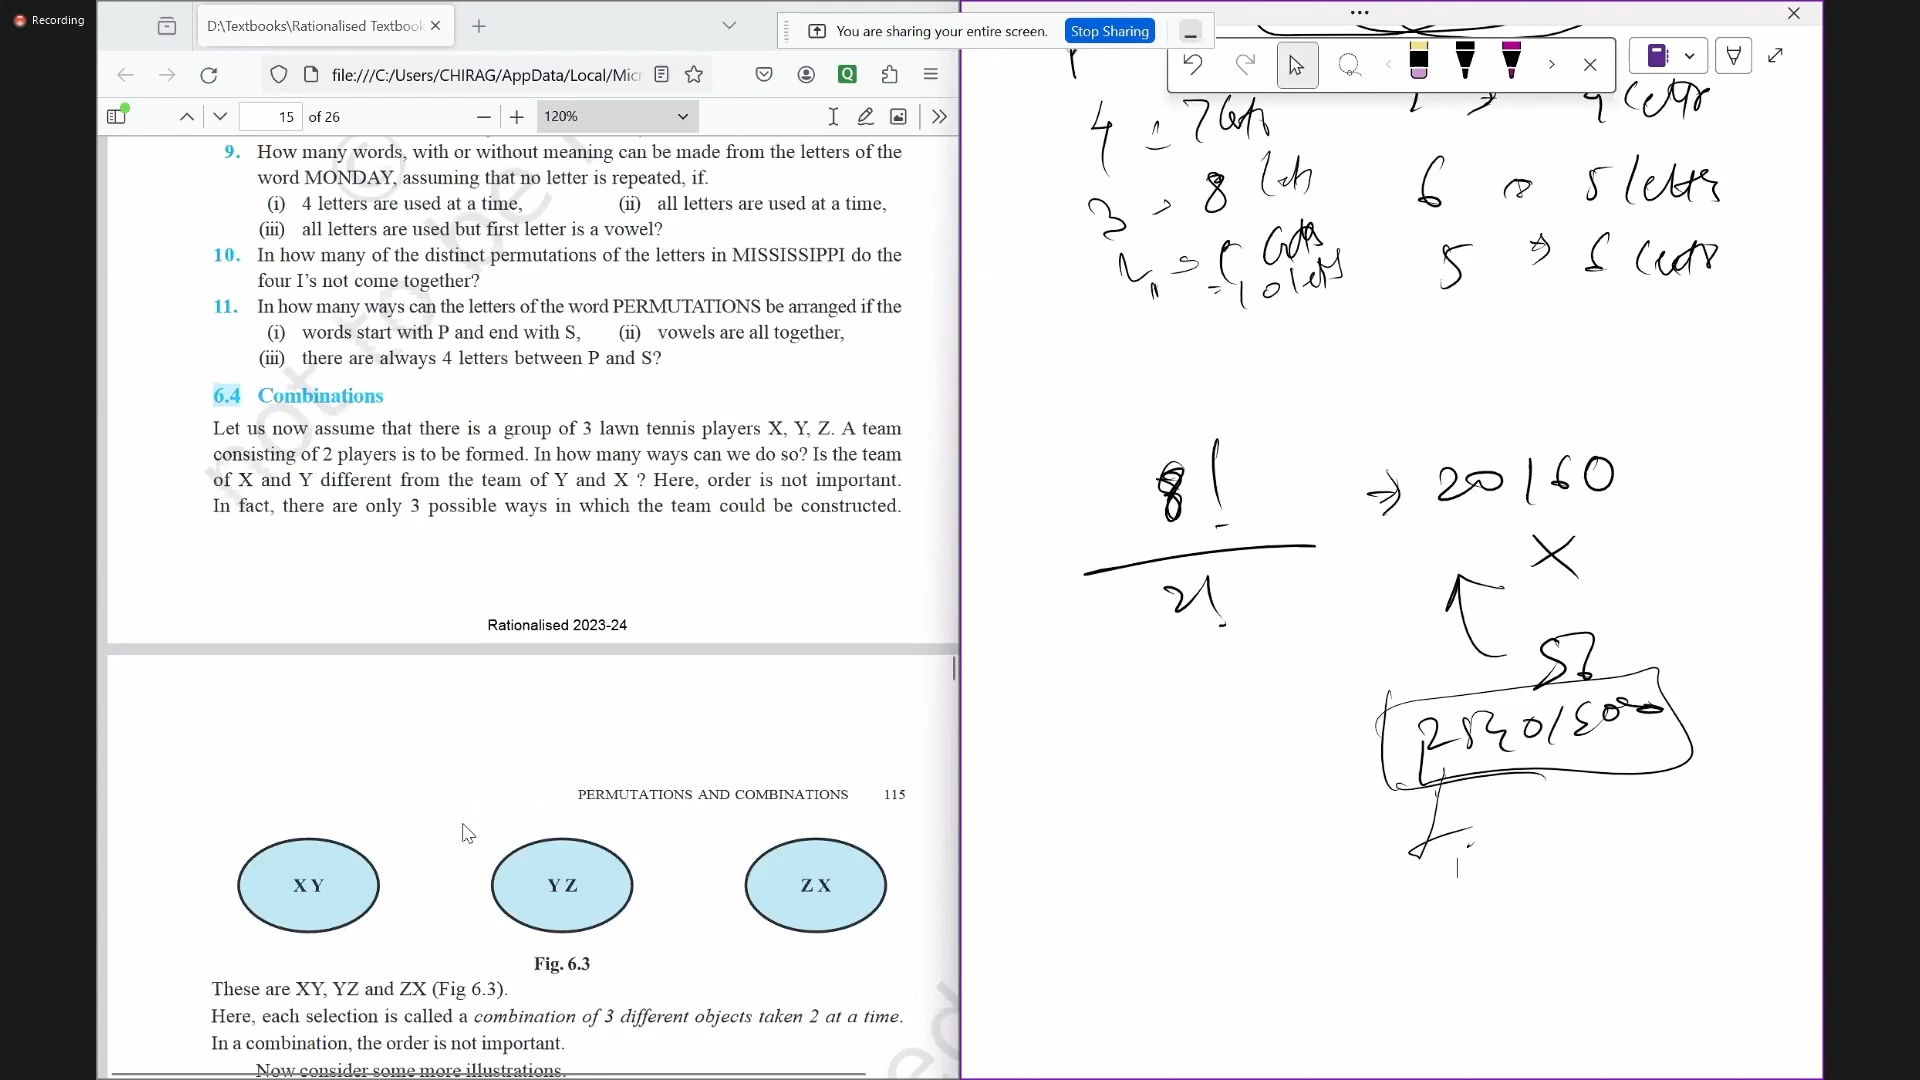 Recording
D:\Textbooks\Rationalised Textbook
You are sharing your entire screen.
Stop Sharing
file:///C:/Users/CHIRAG/AppData/Local/Micr
15 of 26
120%
9. How many words, with or without meaning can be made from the letters of the
word MONDAY, assuming that no letter is repeated, if.
(i) 4 letters are used at a time, (ii) all letters are used at a time,
(iii) all letters are used but first letter is a vowel?
10. In how many of the distinct permutations of the letters in MISSISSIPPI do the
four I's not come together?
11. In how many ways can the letters of the word PERMUTATIONS be arranged if the
(i) words start with P and end with S, (ii) vowels are all together,
(iii) there are always 4 letters between P and S?
6.4 Combinations
Let us now assume that there is a group of 3 lawn tennis players X, Y, Z. A team
consisting of 2 players is to be formed. In how many ways can we do so? Is the team
of X and Y different from the team of Y and X ? Here, order is not important.
In fact, there are only 3 possible ways in which the team could be constructed.
Rationalised 2023-24
PERMUTATIONS AND COMBINATIONS 115
X Y
Y Z
Z X
Fig. 6.3
These are XY, YZ and ZX (Fig 6.3).
Here, each selection is called a combination of 3 different objects taken 2 at a time.
In a combination, the order is not important.
Now consider some more illustrations.
not to be
4
3
8
6
5 letters
5
8!
2!
→ 20160
X